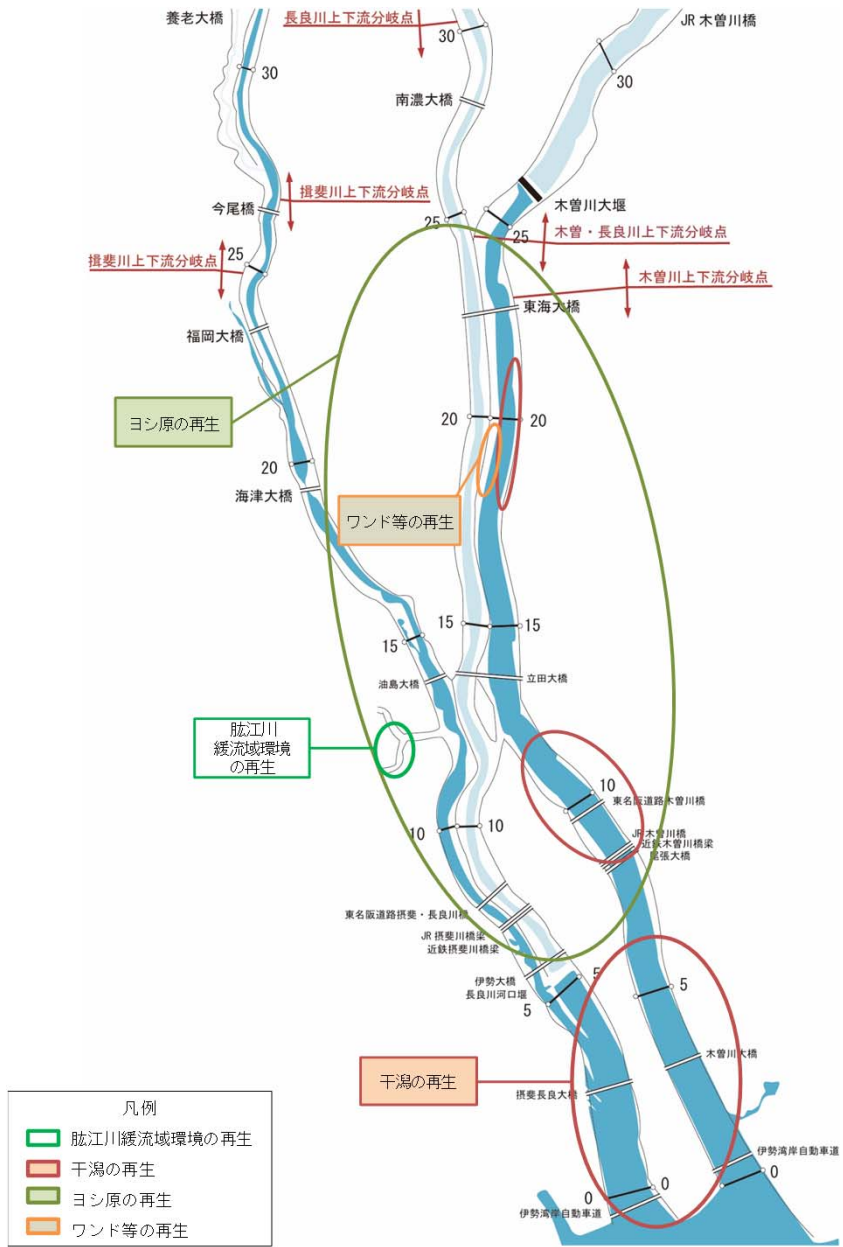 養老大橋
長良川上下流分岐点
JR 木曽川橋
30
30
30
南濃大橋
揖斐川上下流分岐点
今尾橋
木曽川大堰
25
25
木曽・長良川上下流分岐点
25
揖斐川上下流分岐点
木曽川上下流分岐点
東海大橋
福岡大橋
ヨシ原の再生
20
20
20
海津大橋
ワンド等の再生
15
15
15
油島大橋
立田大橋
肱江川
緩流域環境
の再生
10
東名阪道路木曽川橋
10
10
JR木曽川橋
近鉄木曽川橋梁
尾張大橋
東名阪道路揖斐・長良川橋
JR 揖斐川橋梁
近鉄揖斐川橋梁
伊勢大橋
長良川河口堰
5
5
5
木曽川大橋
干潟の再生
揖斐長良大橋
伊勢湾岸自動車道
0
0
0
伊勢湾岸自動車道
凡例
肱江川緩流域環境の再生
干潟の再生
ヨシ原の再生
ワンド等の再生